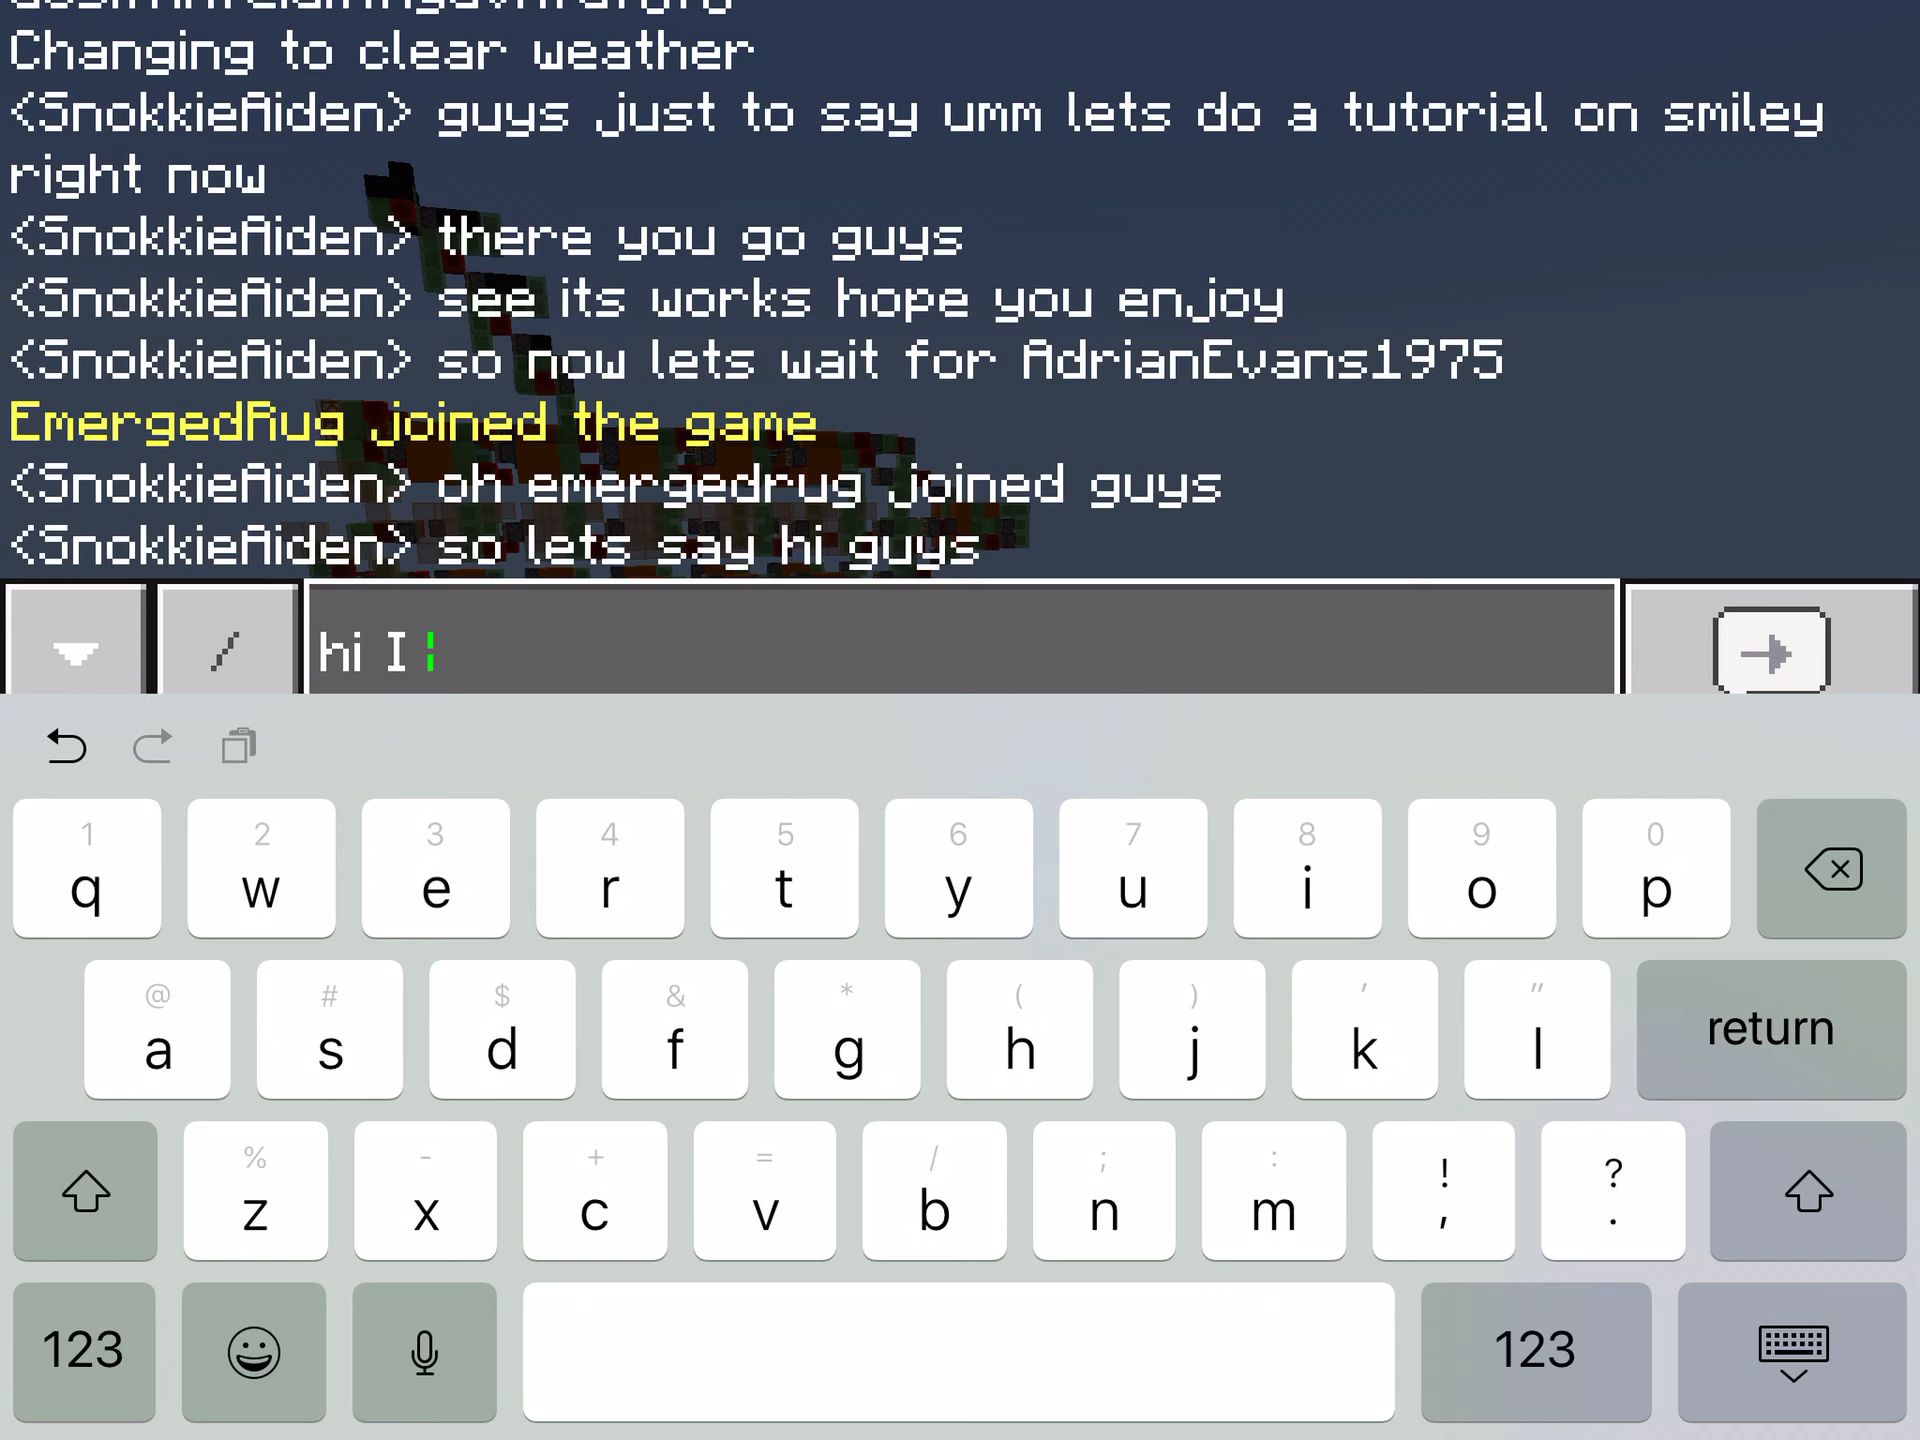 Changing to clear weather
<SnokkieAiden> guys just to say umm lets do a tutorial on smiley
right now
<SnokkieAiden> there you go guys
<SnokkieAiden> see its works hope you enjoy
<SnokkieAiden> so now lets wait for AdrianEvans1975
EmergedRug joined the game
<SnokkieAiden> oh emergedrug joined guys
<SnokkieAiden> so lets say hi guys
/ hi I
1 2 3 4 5 6 7 8 9 0
q w e r t y u i o p
@ # $ & * ( ) ' "
a s d f g h j k l return
% - + = / ; : ! ?
z x c v b n m , .
123 123